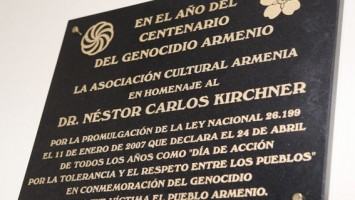 EN EL AÑO DEL
CENTENARIO
DEL GENOCIDIO ARMENIO
LA ASOCIACIÓN CULTURAL ARMENIA
EN HOMENAJE AL
DR. NÉSTOR CARLOS KIRCHNER
POR LA PROMULGACIÓN DE LA LEY NACIONAL 26.199
EL 11 DE ENERO DE 2007 QUE DECLARA EL 24 DE ABRIL
DE TODOS LOS AÑOS COMO "DÍA DE ACCIÓN
POR LA TOLERANCIA Y EL RESPETO ENTRE LOS PUEBLOS"
EN CONMEMORACIÓN DEL GENOCIDIO
VÍCTIMA EL PUEBLO ARMENIO.